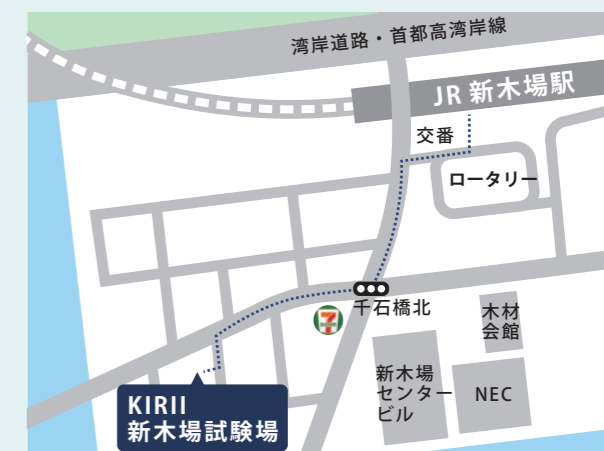 湾岸道路・首都高湾岸線
JR 新木場駅
交番
ロータリー
千石橋北
7
木材
会館
新木場
センター
ビル
NEC
KIRII
新木場試験場